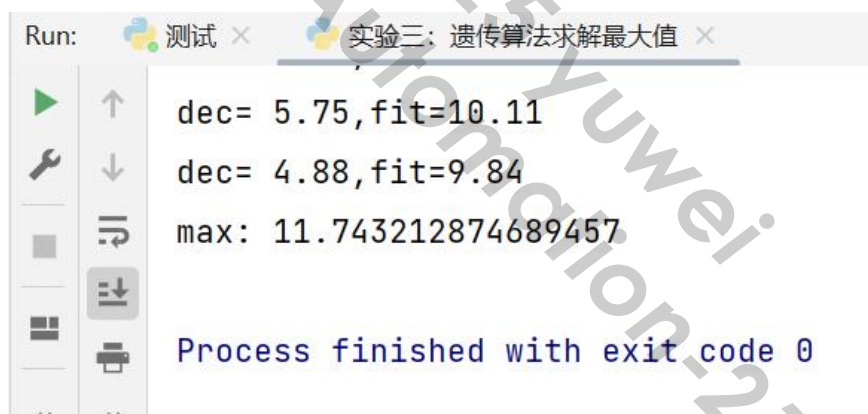 Run: 测试 × 实验三：遗传算法求解最大值 ×
dec= 5.75,fit=10.11
dec= 4.88,fit=9.84
max: 11.743212874689457
Process finished with exit code 0